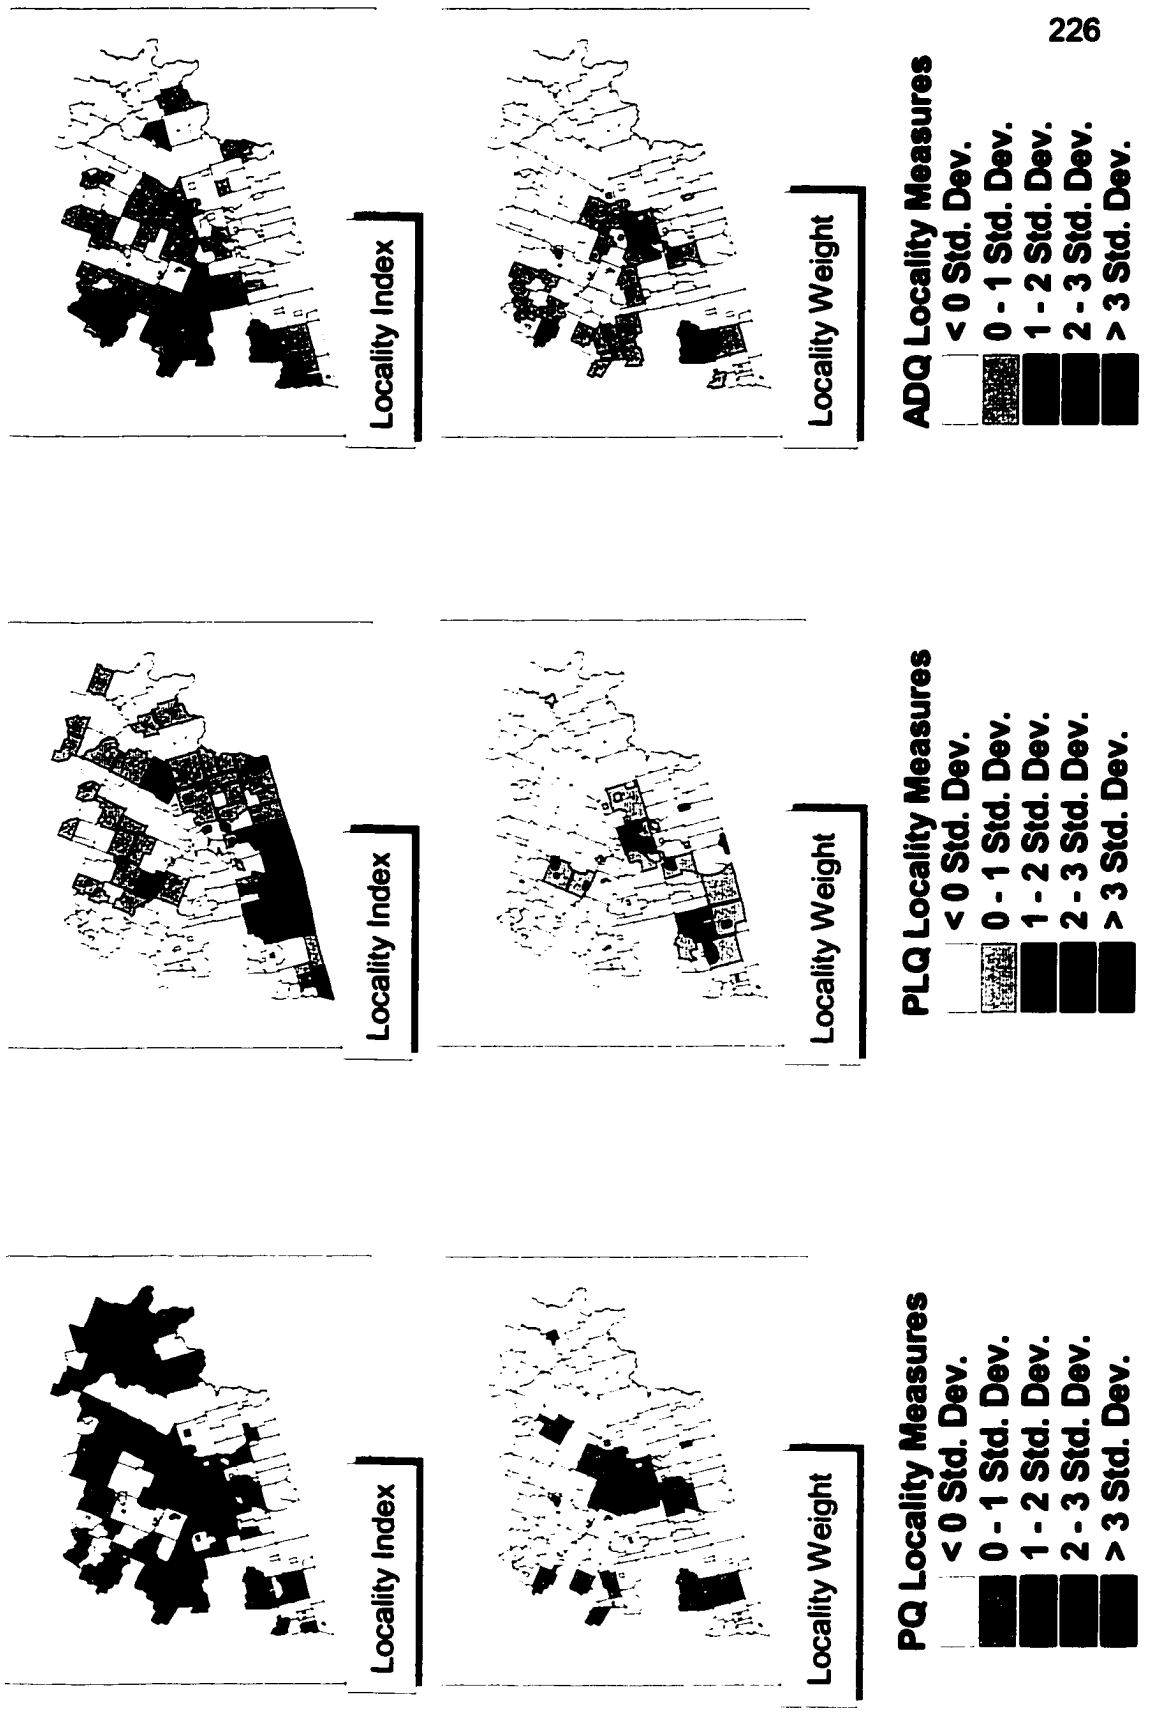 226
Locality Index
Locality Weight
PQ Locality Measures
< 0 Std. Dev.
0 - 1 Std. Dev.
1 - 2 Std. Dev.
2 - 3 Std. Dev.
> 3 Std. Dev.
Locality Index
Locality Weight
PLQ Locality Measures
< 0 Std. Dev.
0 - 1 Std. Dev.
1 - 2 Std. Dev.
2 - 3 Std. Dev.
> 3 Std. Dev.
Locality Index
Locality Weight
ADQ Locality Measures
< 0 Std. Dev.
0 - 1 Std. Dev.
1 - 2 Std. Dev.
2 - 3 Std. Dev.
> 3 Std. Dev.